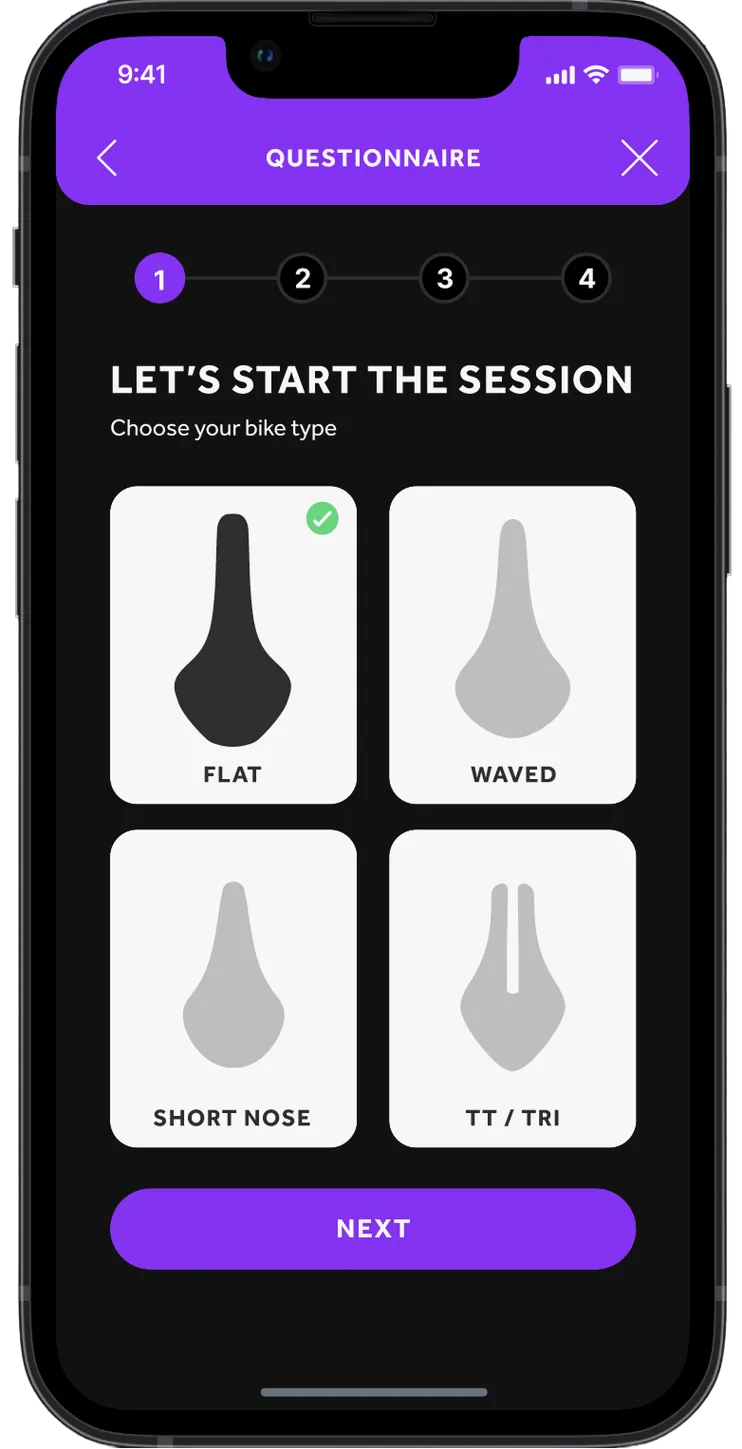 9:41
QUESTIONNAIRE
1 2 3 4
LET’S START THE SESSION
Choose your bike type
FLAT
WAVED
SHORT NOSE
TT / TRI
NEXT